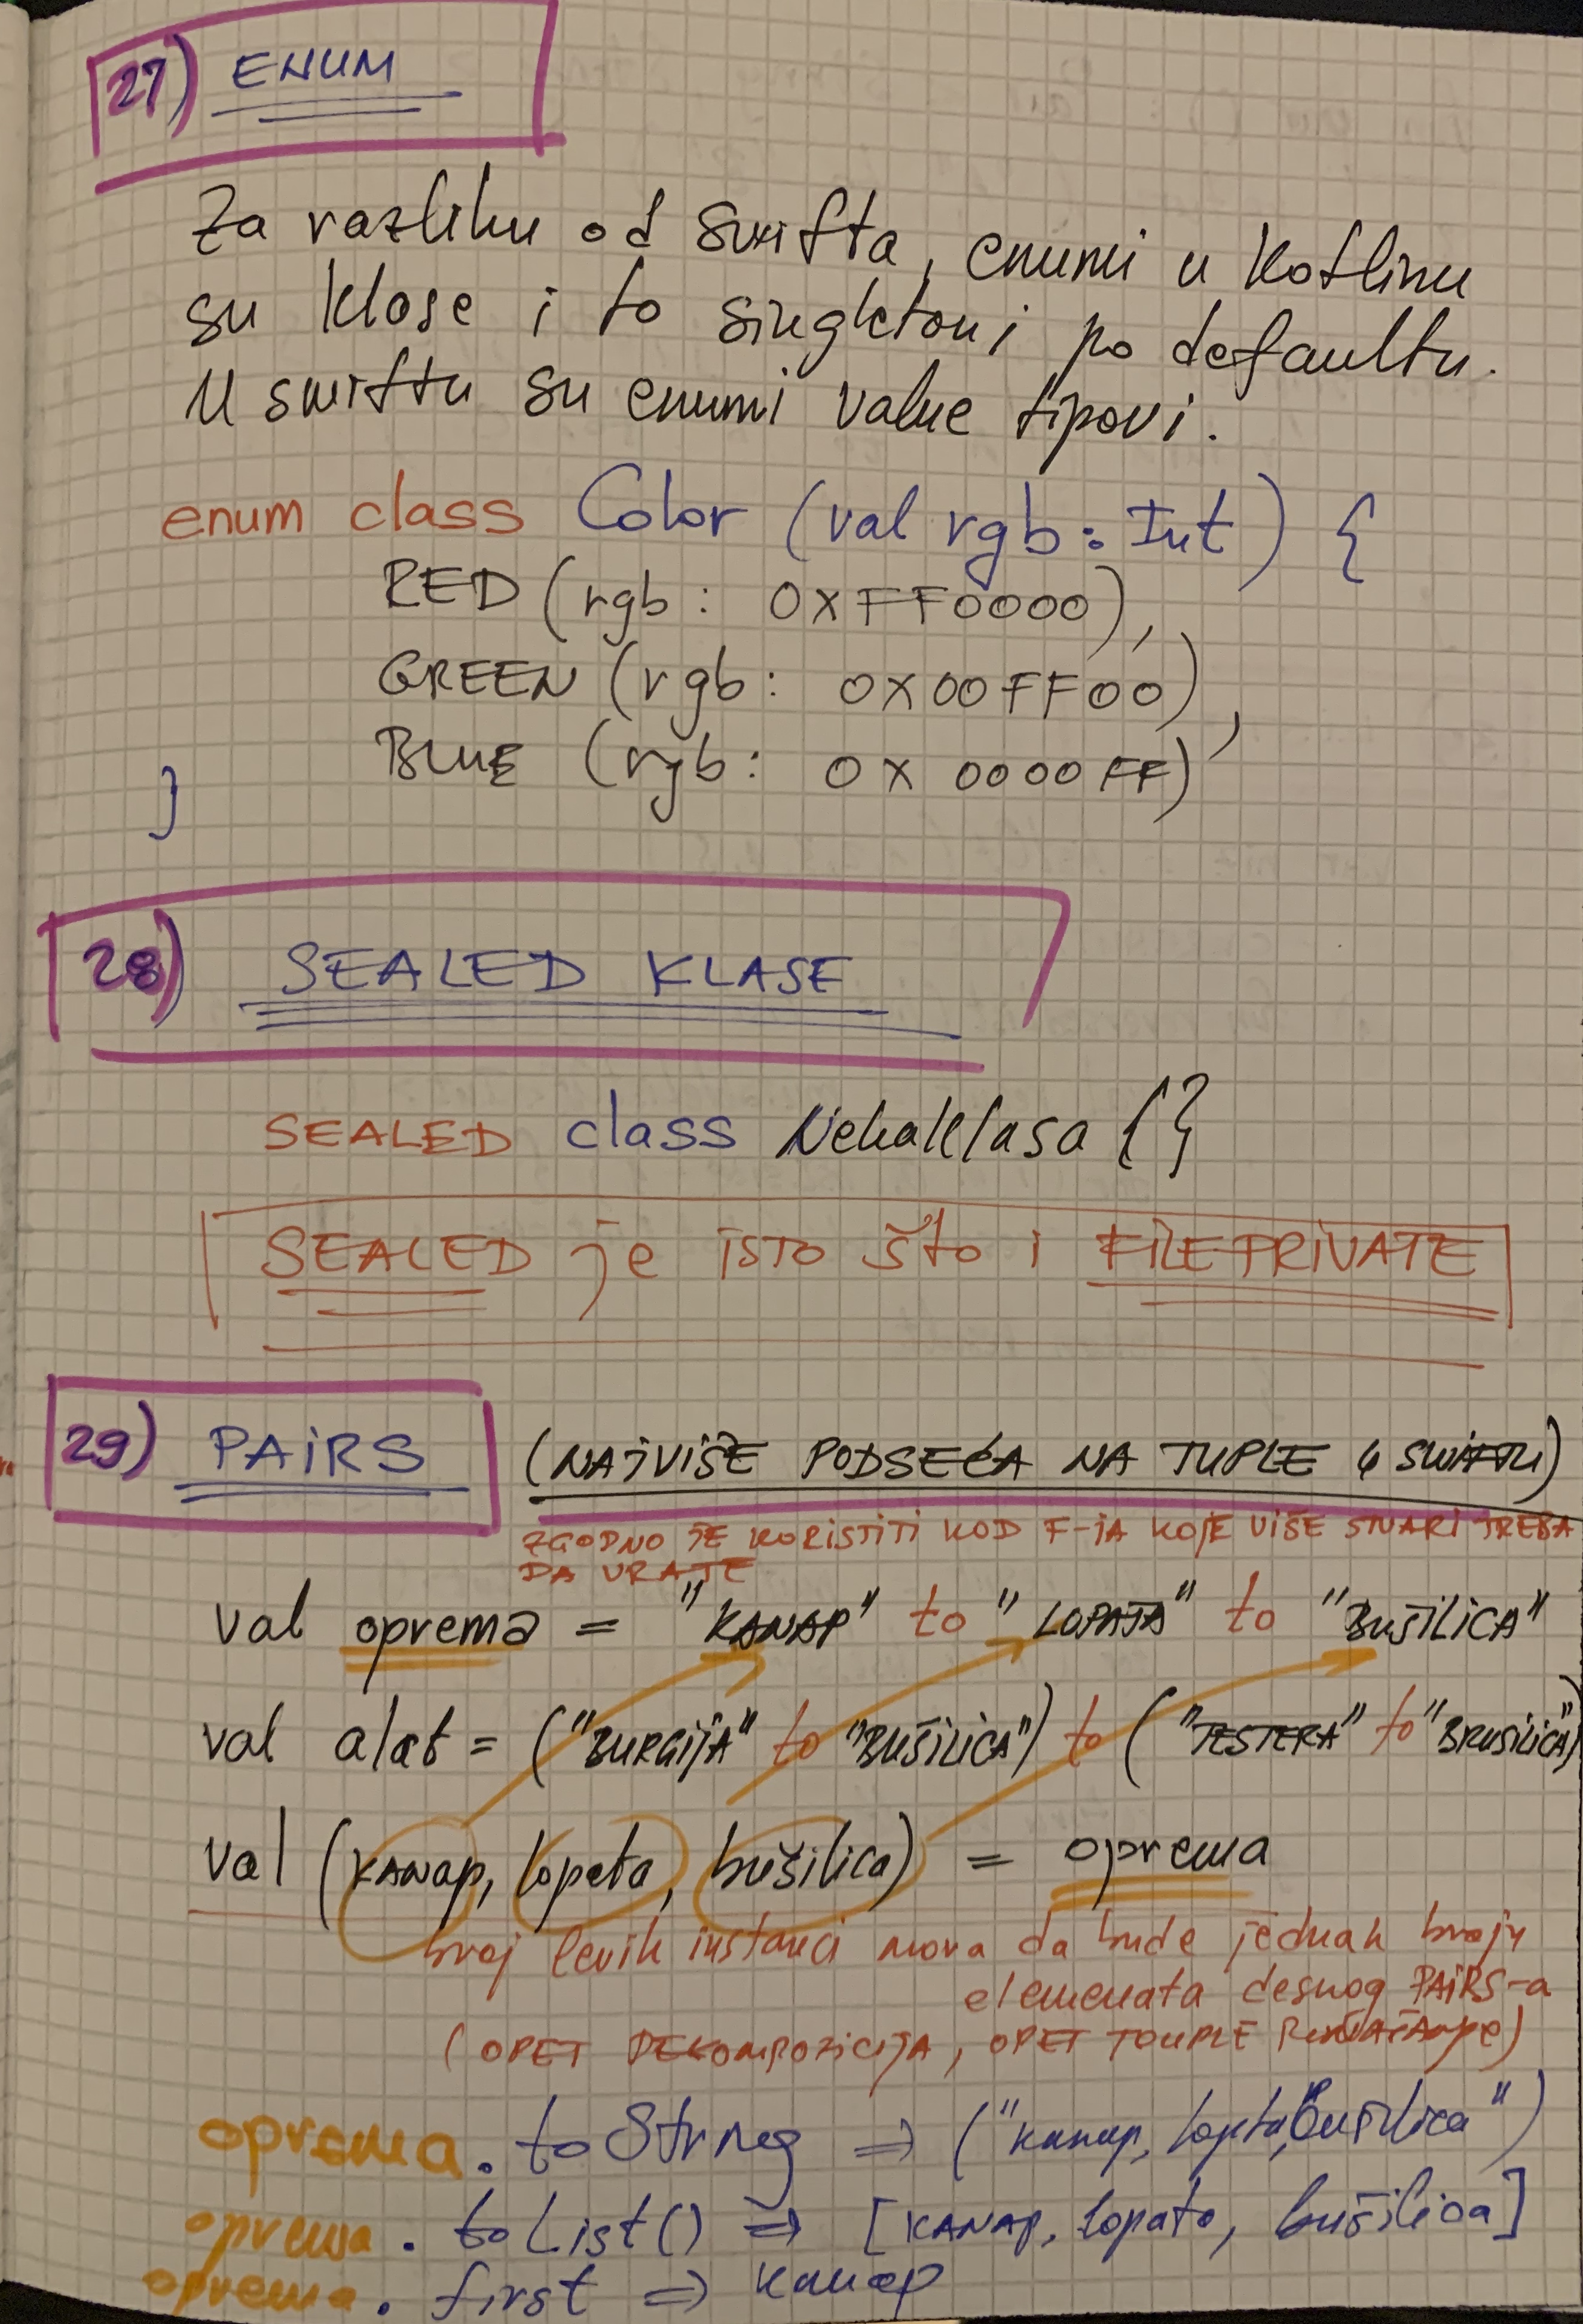 27) ENUM
Za razliku od swifta, enumi u Kotlinu
su klase i to singletoni po defaultu.
U swiftu su enumi value tipovi.
enum class Color (val rgb: Int) {
RED (rgb: 0XFF0000),
GREEN (rgb: 0X00FF00),
BLUE (rgb: 0X0000FF)
}
28) SEALED KLASE
SEALED class NekaKlasa {}
SEALED je isto što i FILEPRIVATE
29) PAIRS (NAJVIŠE PODSEĆA NA TUPLE u SWIFTU)
ZGODNO JE KORISTITI KOD F-JA KOJE VIŠE STVARI TREBA
DA VRATE
val oprema = "KANAP" to "LOPATA" to "BUŠILICA"
val alat = ("BURGIJA" to "BUŠILICA") to ("TESTERA" to "BRUSILICA")
val (KANAP, lopata, bušilica) = oprema
broj levih instanci mora da bude jednak broju
elemenata desnog PAIRS-a
(OPET DEKOMPOZICIJA, OPET TOUPLE)
oprema.toString => ("kanap, lopta, bušilica")
oprema.toList() => [KANAP, lopata, bušilica]
oprema.first => kanap